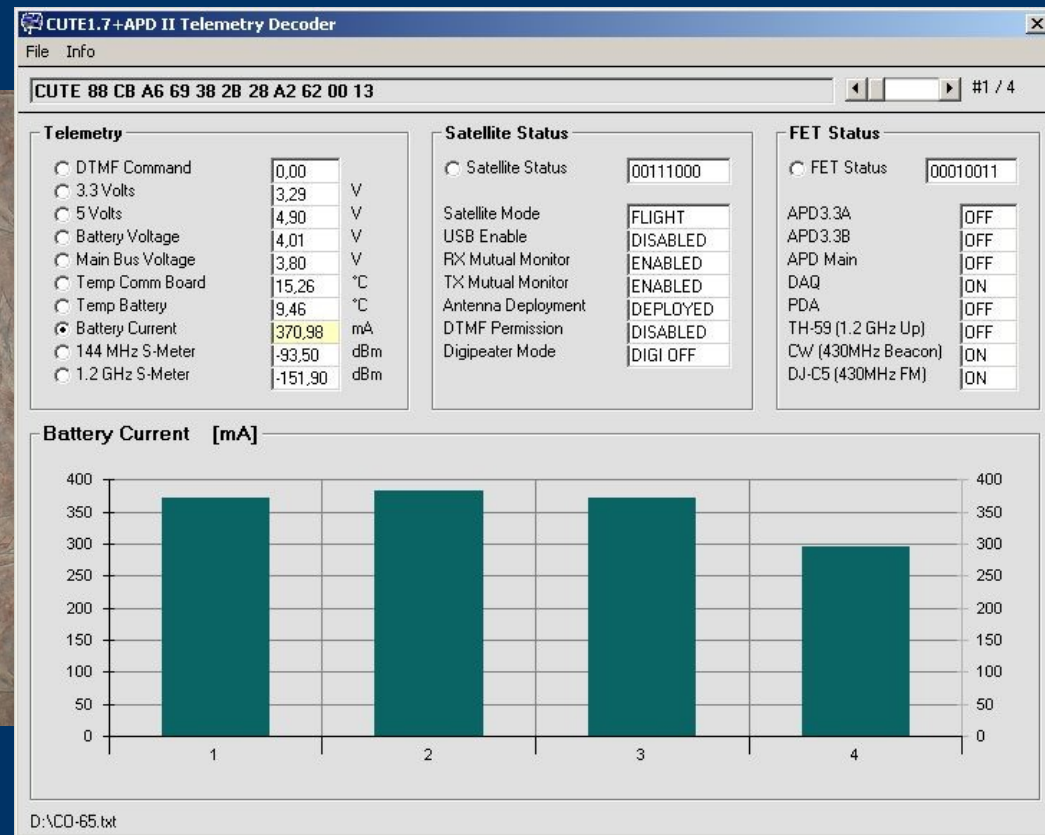 CUTE1.7+APD II Telemetry Decoder
File Info
CUTE 88 CB A6 69 38 2B 28 A2 62 00 13
#1 / 4
Telemetry
DTMF Command 0,00
3.3 Volts 3,29 V
5 Volts 4,90 V
Battery Voltage 4,01 V
Main Bus Voltage 3,80 V
Temp Comm Board 15,26 °C
Temp Battery 9,46 °C
Battery Current 370,98 mA
144 MHz S-Meter -93,50 dBm
1.2 GHz S-Meter -151,90 dBm
Satellite Status
Satellite Status 00111000
Satellite Mode FLIGHT
USB Enable DISABLED
RX Mutual Monitor ENABLED
TX Mutual Monitor ENABLED
Antenna Deployment DEPLOYED
DTMF Permission DISABLED
Digipeater Mode DIGI OFF
FET Status
FET Status 00010011
APD3.3A OFF
APD3.3B OFF
APD Main OFF
DAQ ON
PDA OFF
TH-59 (1.2 GHz Up) OFF
CW (430MHz Beacon) ON
DJ-C5 (430MHz FM) ON
Battery Current [mA]
400 400
350 350
300 300
250 250
200 200
150 150
100 100
50 50
0 0
1 2 3 4
D:\CO-65.txt